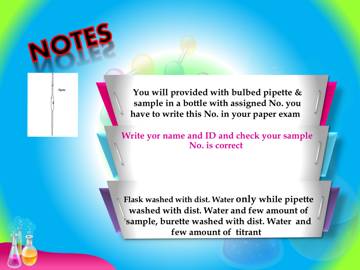 NOTES
You will provided with bulbed pipette &
sample in a bottle with assigned No. you
have to write this No. in your paper exam
Write yor name and ID and check your sample
No. is correct
Flask washed with dist. Water only while pipette
washed with dist. Water and few amount of
sample, burette washed with dist. Water and
few amount of titrant